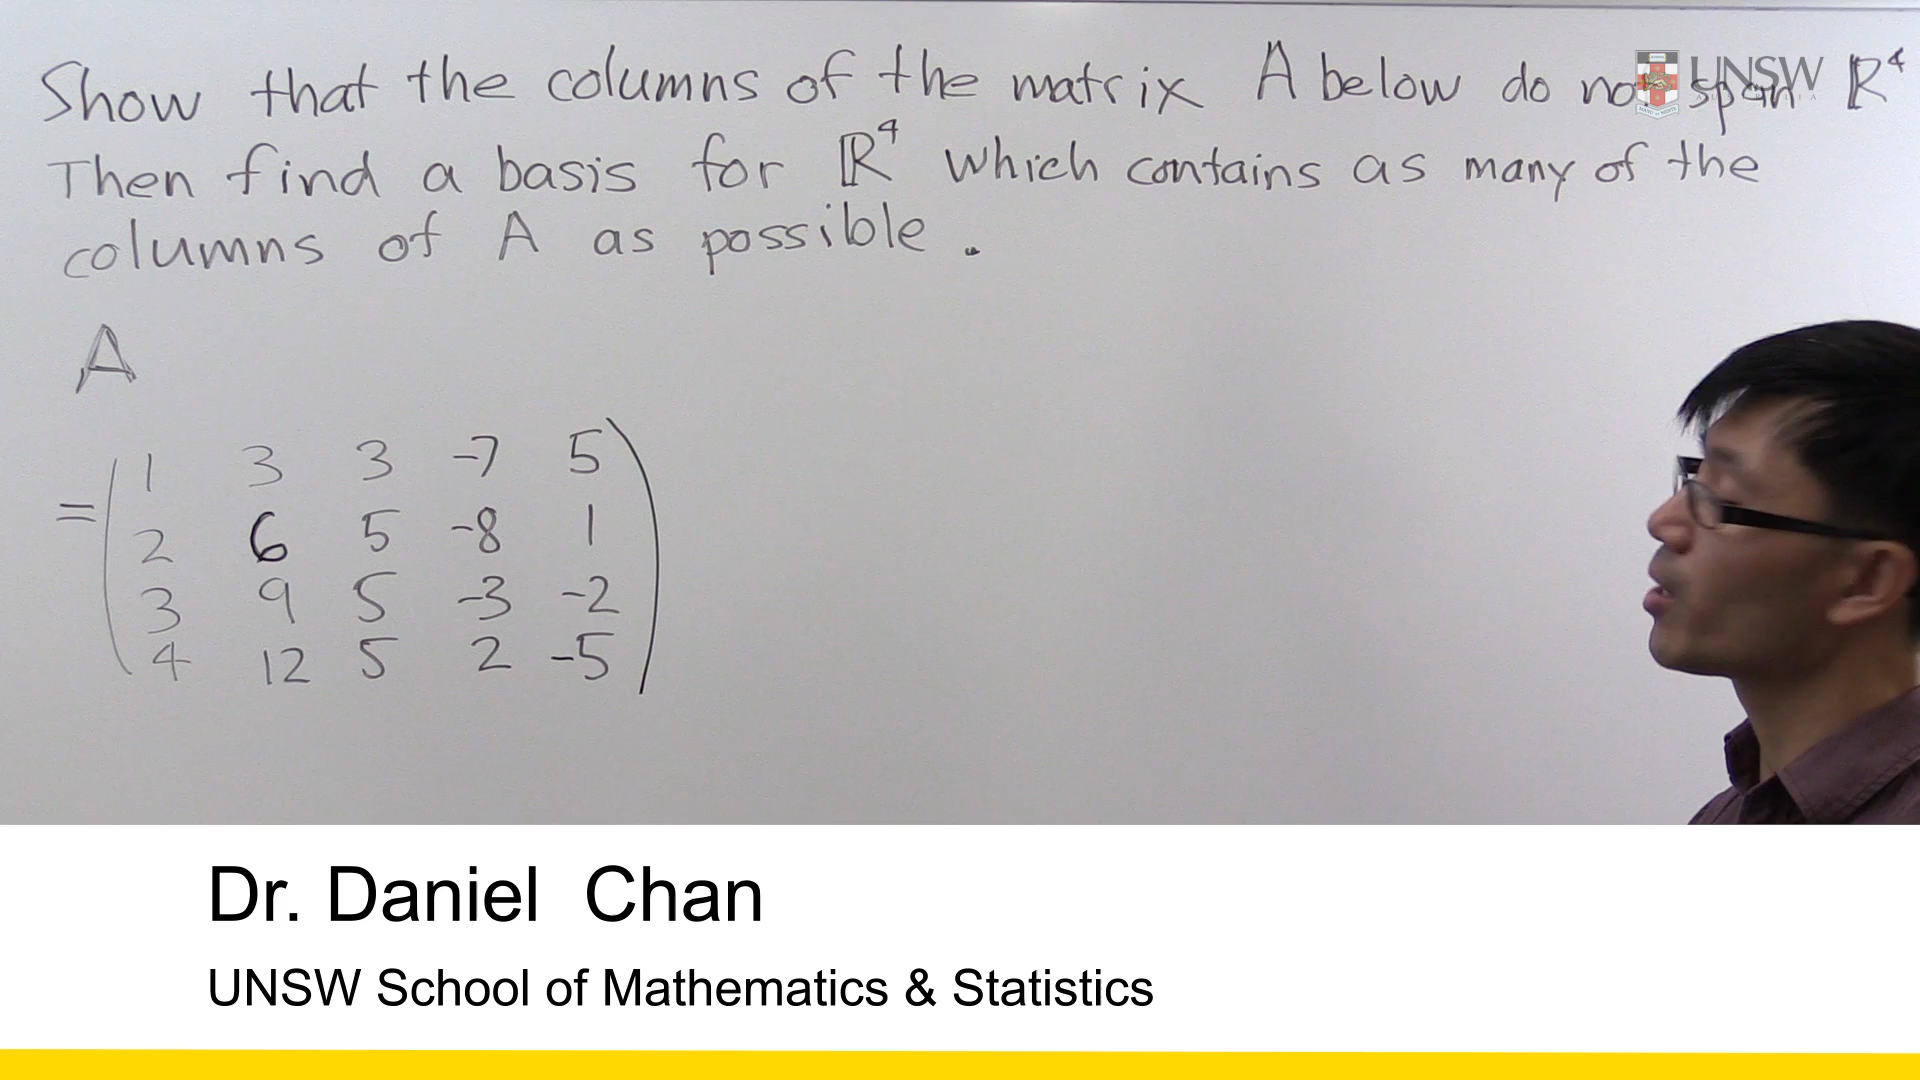 Show that the columns of the matrix A below do not span ℝ⁴
Then find a basis for ℝ⁴ which contains as many of the
columns of A as possible.
UNSW
A
= ( 1 3 3 -7 5
2 6 5 -8 1
3 9 5 -3 -2
4 12 5 2 -5 )
Dr. Daniel Chan
UNSW School of Mathematics & Statistics